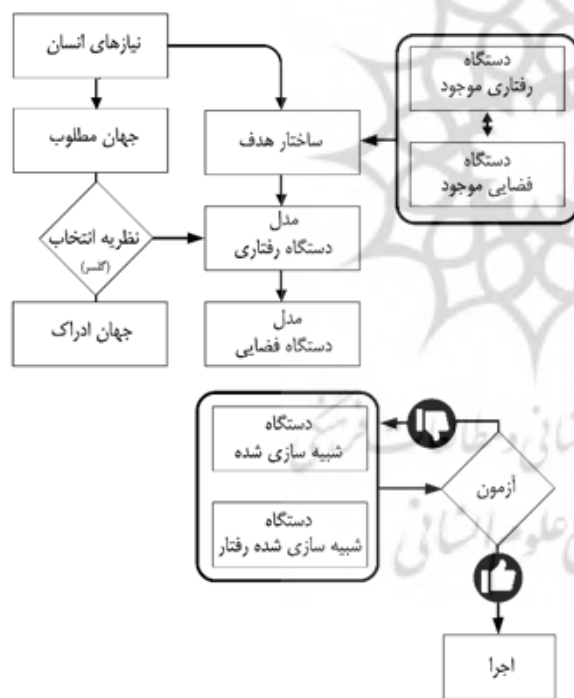 نیازهای انسان
دستگاه
رفتاری موجود
جهان مطلوب
ساختار هدف
دستگاه
فضایی موجود
نظریه انتخاب
(گلسر)
مدل
دستگاه رفتاری
جهان ادراک
مدل
دستگاه فضایی
دستگاه
شبیه سازی شده
آزمون
دستگاه
شبیه سازی شده رفتار
اجرا